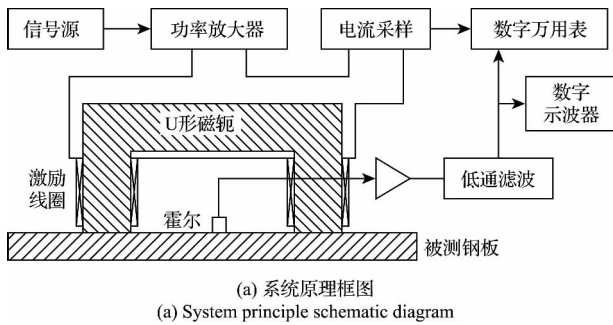 信号源
功率放大器
电流采样
数字万用表
数字
示波器
U形磁轭
激励
线圈
霍尔
低通滤波
被测钢板
(a) 系统原理框图
(a) System principle schematic diagram